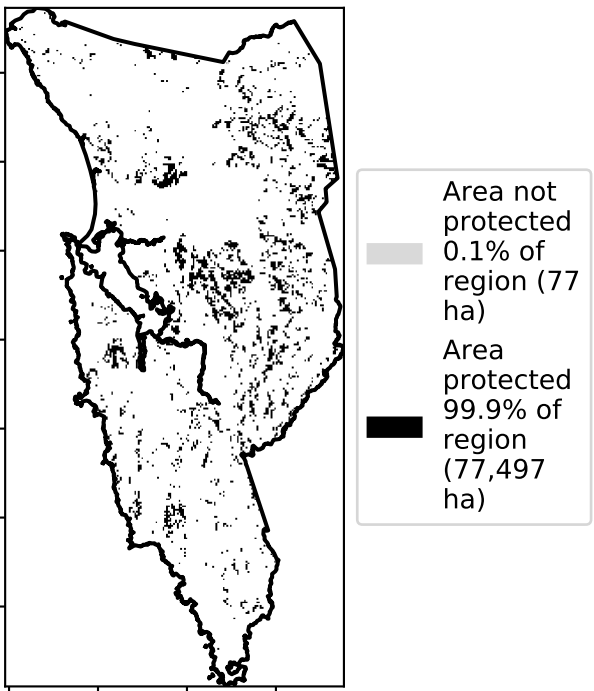 Area not
protected
0.1% of
region (77
ha)
Area
protected
99.9% of
region
(77,497
ha)